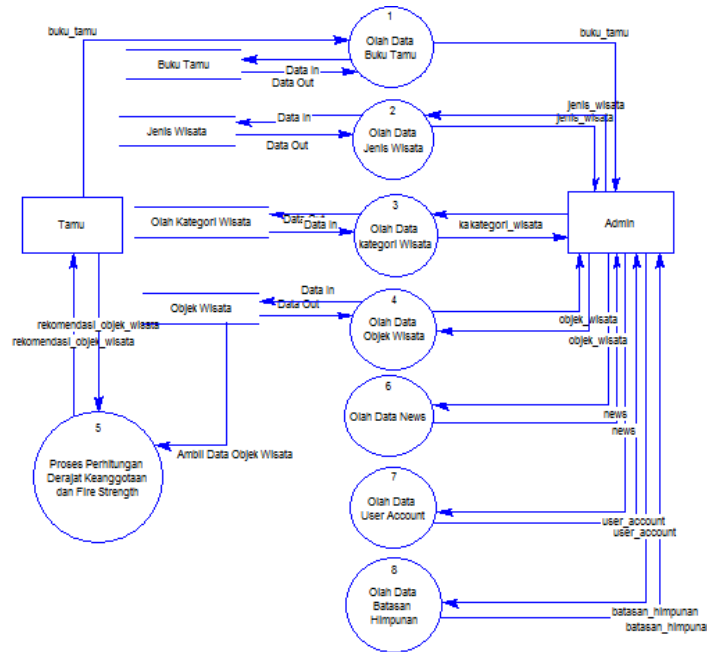 1
Olah Data
Buku Tamu
buku_tamu
buku_tamu
Buku Tamu
Data In
Data Out
2
Olah Data
Jenis Wisata
Data In
Jenis Wisata
Data Out
jenis_wisata
jenis_wisata
3
Olah Data
kategori Wisata
Olah Kategori Wisata
Data Out
Data In
kakategori_wisata
Tamu
Admin
Data In
Objek Wisata
Data Out
4
Olah Data
Objek Wisata
objek_wisata
objek_wisata
rekomendasi_objek_wisata
rekomendasi_objek_wisata
6
Olah Data News
news
news
5
Proses Perhitungan
Derajat Keanggotaan
dan Fire Strength
Ambil Data Objek Wisata
7
Olah Data
User Account
user_account
user_account
8
Olah Data
Batasan
Himpunan
batasan_himpunan
batasan_himpunan